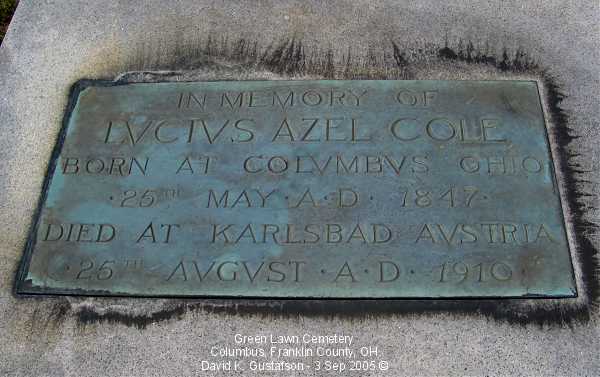 IN MEMORY OF
LVCIVS AZEL COLE
BORN AT COLVMBVS OHIO
· 25TH MAY · A · D · 1847 ·
DIED AT KARLSBAD AVSTRIA
· 25TH AVGVST · A · D · 1910 ·
Green Lawn Cemetery
Columbus, Franklin County, OH.
David K. Gustafson - 3 Sep 2005 ©